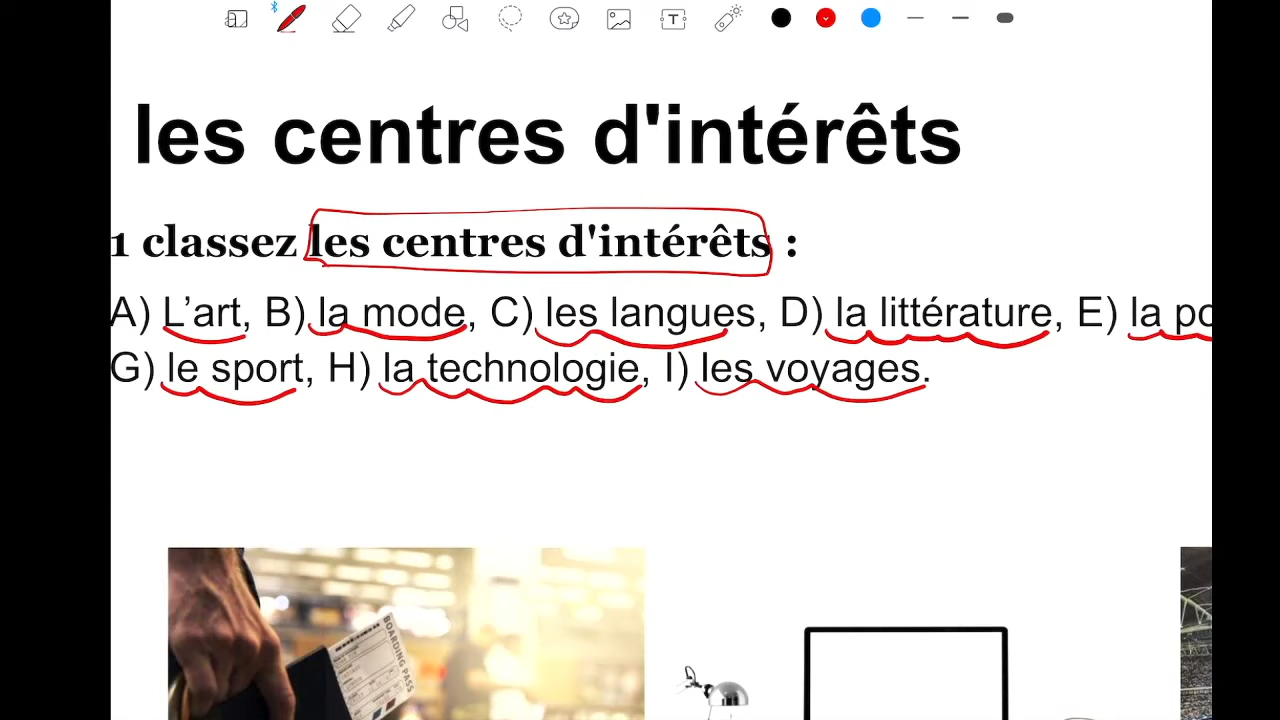 les centres d'intérêts
1 classez les centres d'intérêts :
A) L’art, B) la mode, C) les langues, D) la littérature, E) la po
G) le sport, H) la technologie, I) les voyages.
BOARDING PASS